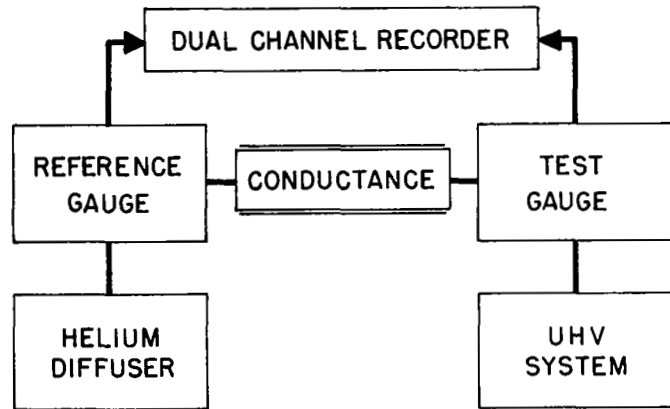 DUAL CHANNEL RECORDER
REFERENCE
GAUGE
CONDUCTANCE
TEST
GAUGE
HELIUM
DIFFUSER
UHV
SYSTEM